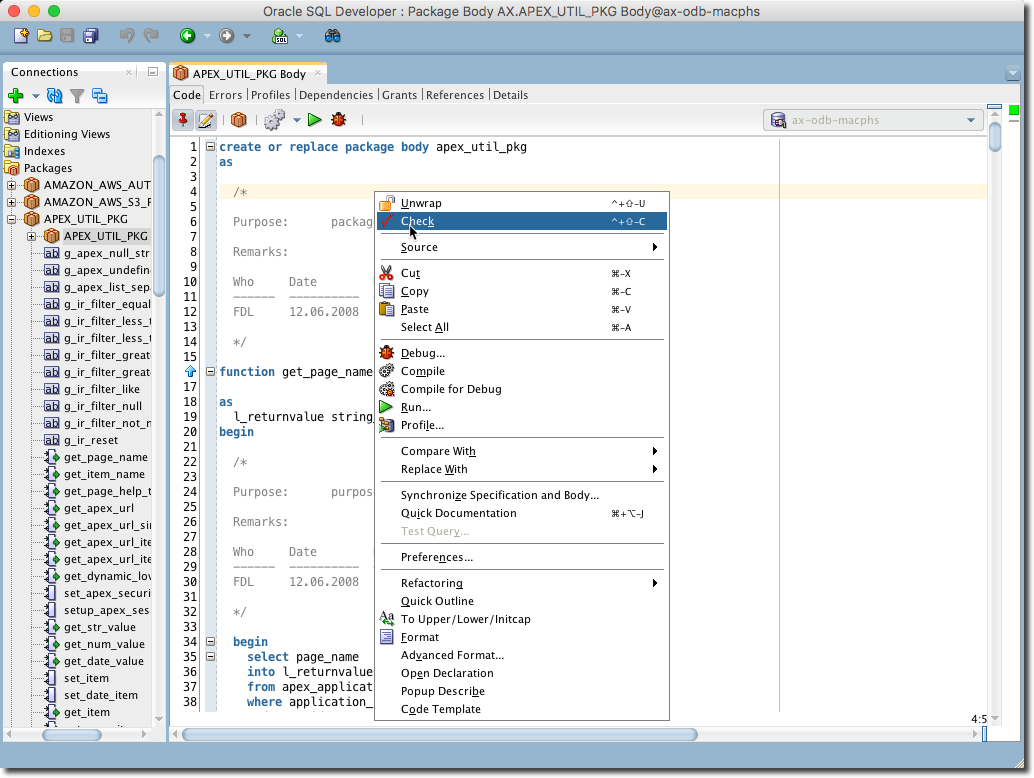 Oracle SQL Developer : Package Body AX.APEX_UTIL_PKG Body@ax-odb-macphs
Connections
Views
Editioning Views
Indexes
Packages
AMAZON_AWS_AUT
AMAZON_AWS_S3_F
APEX_UTIL_PKG
APEX_UTIL_PKG
g_apex_null_str
g_apex_undefin
g_apex_list_sep
g_ir_filter_equal
g_ir_filter_less_t
g_ir_filter_less_t
g_ir_filter_great
g_ir_filter_great
g_ir_filter_like
g_ir_filter_null
g_ir_filter_not_n
g_ir_reset
get_page_name
get_item_name
get_page_help_t
get_apex_url
get_apex_url_sir
get_apex_url_ite
get_apex_url_ite
get_dynamic_lov
set_apex_securi
setup_apex_ses
get_str_value
get_num_value
get_date_value
set_item
set_date_item
get_item
APEX_UTIL_PKG Body
Code Errors Profiles Dependencies Grants References Details
ax-odb-macphs
1 create or replace package body apex_util_pkg
2 as
3
4 /*
5
6 Purpose: packag
7
8 Remarks:
9
10 Who Date
11 ------ ----------
12 FDL 12.06.2008
13
14 */
15
function get_page_name
17
18 as
19 l_returnvalue string_
20 begin
21
22 /*
23
24 Purpose: purpos
25
26 Remarks:
27
28 Who Date
29 ------ ----------
30 FDL 12.06.2008
31
32 */
33
34 begin
35 select page_name
36 into l_returnvalue
37 from apex_applicat
38 where application_
Unwrap ^+⇧-U
Check ^+⇧-C
Source
Cut ⌘-X
Copy ⌘-C
Paste ⌘-V
Select All ⌘-A
Debug...
Compile
Compile for Debug
Run...
Profile...
Compare With
Replace With
Synchronize Specification and Body...
Quick Documentation ⌘+⌥-J
Test Query...
Preferences...
Refactoring
Quick Outline
To Upper/Lower/Initcap
Format
Advanced Format...
Open Declaration
Popup Describe
Code Template
4:5